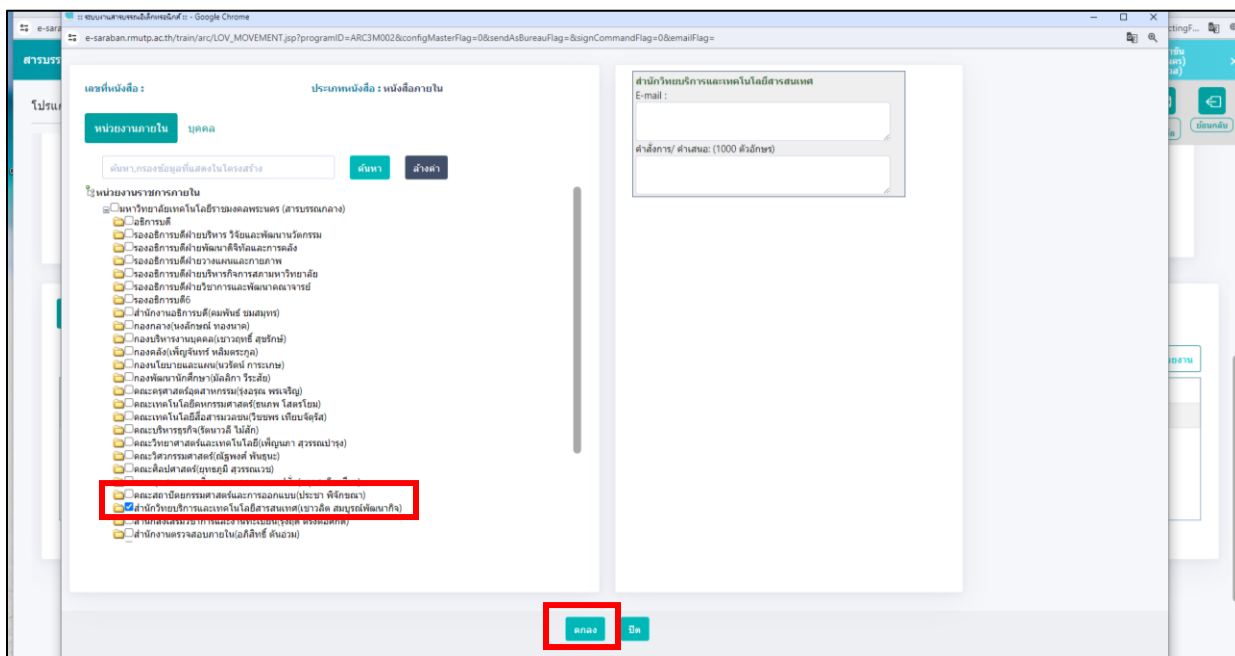 :: ระบบงานสารบรรณอิเล็กทรอนิกส์ :: - Google Chrome
e-sara
e-saraban.rmutp.ac.th/train/arc/LOV_MOVEMENT.jsp?programID=ARC3M002&configMasterFlag=0&sendAsBureauFlag=&signCommandFlag=0&emailFlag=
ctingF...
สารบรร
โปรแก
ย้อนกลับ
เลขที่หนังสือ : ประเภทหนังสือ : หนังสือภายใน
หน่วยงานภายใน บุคคล
ค้นหา,กรองข้อมูลที่แสดงในโครงสร้าง ค้นหา ล้างค่า
หน่วยงานราชการภายใน
มหาวิทยาลัยเทคโนโลยีราชมงคลพระนคร (สารบรรณกลาง)
อธิการบดี
รองอธิการบดีฝ่ายบริหาร วิจัยและพัฒนานวัตกรรม
รองอธิการบดีฝ่ายพัฒนาดิจิทัลและการคลัง
รองอธิการบดีฝ่ายวางแผนและกายภาพ
รองอธิการบดีฝ่ายบริหารกิจการสภามหาวิทยาลัย
รองอธิการบดีฝ่ายวิชาการและพัฒนาคณาจารย์
รองอธิการบดี6
สำนักงานอธิการบดี(คมพันธ์ ชมสมุทร)
กองกลาง(นงลักษณ์ ทองนาค)
กองบริหารงานบุคคล(เชาวฤทธิ์ สุขรักษ์)
กองคลัง(เพ็ญจันทร์ หลิมตระกูล)
กองนโยบายและแผน(นวรัตน์ การะเกษ)
กองพัฒนานักศึกษา(มัลลิกา วีระสัย)
คณะครุศาสตร์อุตสาหกรรม(รุ่งอรุณ พรเจริญ)
คณะเทคโนโลยีคหกรรมศาสตร์(ธนภพ โสตรโยม)
คณะเทคโนโลยีสื่อสารมวลชน(วิชชพร เทียบจัตุรัส)
คณะบริหารธุรกิจ(รัตนาวลี ไม้สัก)
คณะวิทยาศาสตร์และเทคโนโลยี(เพ็ญนภา สุวรรณบำรุง)
คณะวิศวกรรมศาสตร์(ณัฐพงศ์ พันธุนะ)
คณะศิลปศาสตร์(ยุทธภูมิ สุวรรณเวช)
คณะสถาปัตยกรรมศาสตร์และการออกแบบ(ประชา พิจักขณา)
สำนักวิทยบริการและเทคโนโลยีสารสนเทศ(เชาวลิต สมบูรณ์พัฒนากิจ)
สำนักงานตรวจสอบภายใน(อภิสิทธิ์ ตันอ่วม)
สำนักวิทยบริการและเทคโนโลยีสารสนเทศ
E-mail :
คำสั่งการ/ คำเสนอ: (1000 ตัวอักษร)
ตกลง ปิด